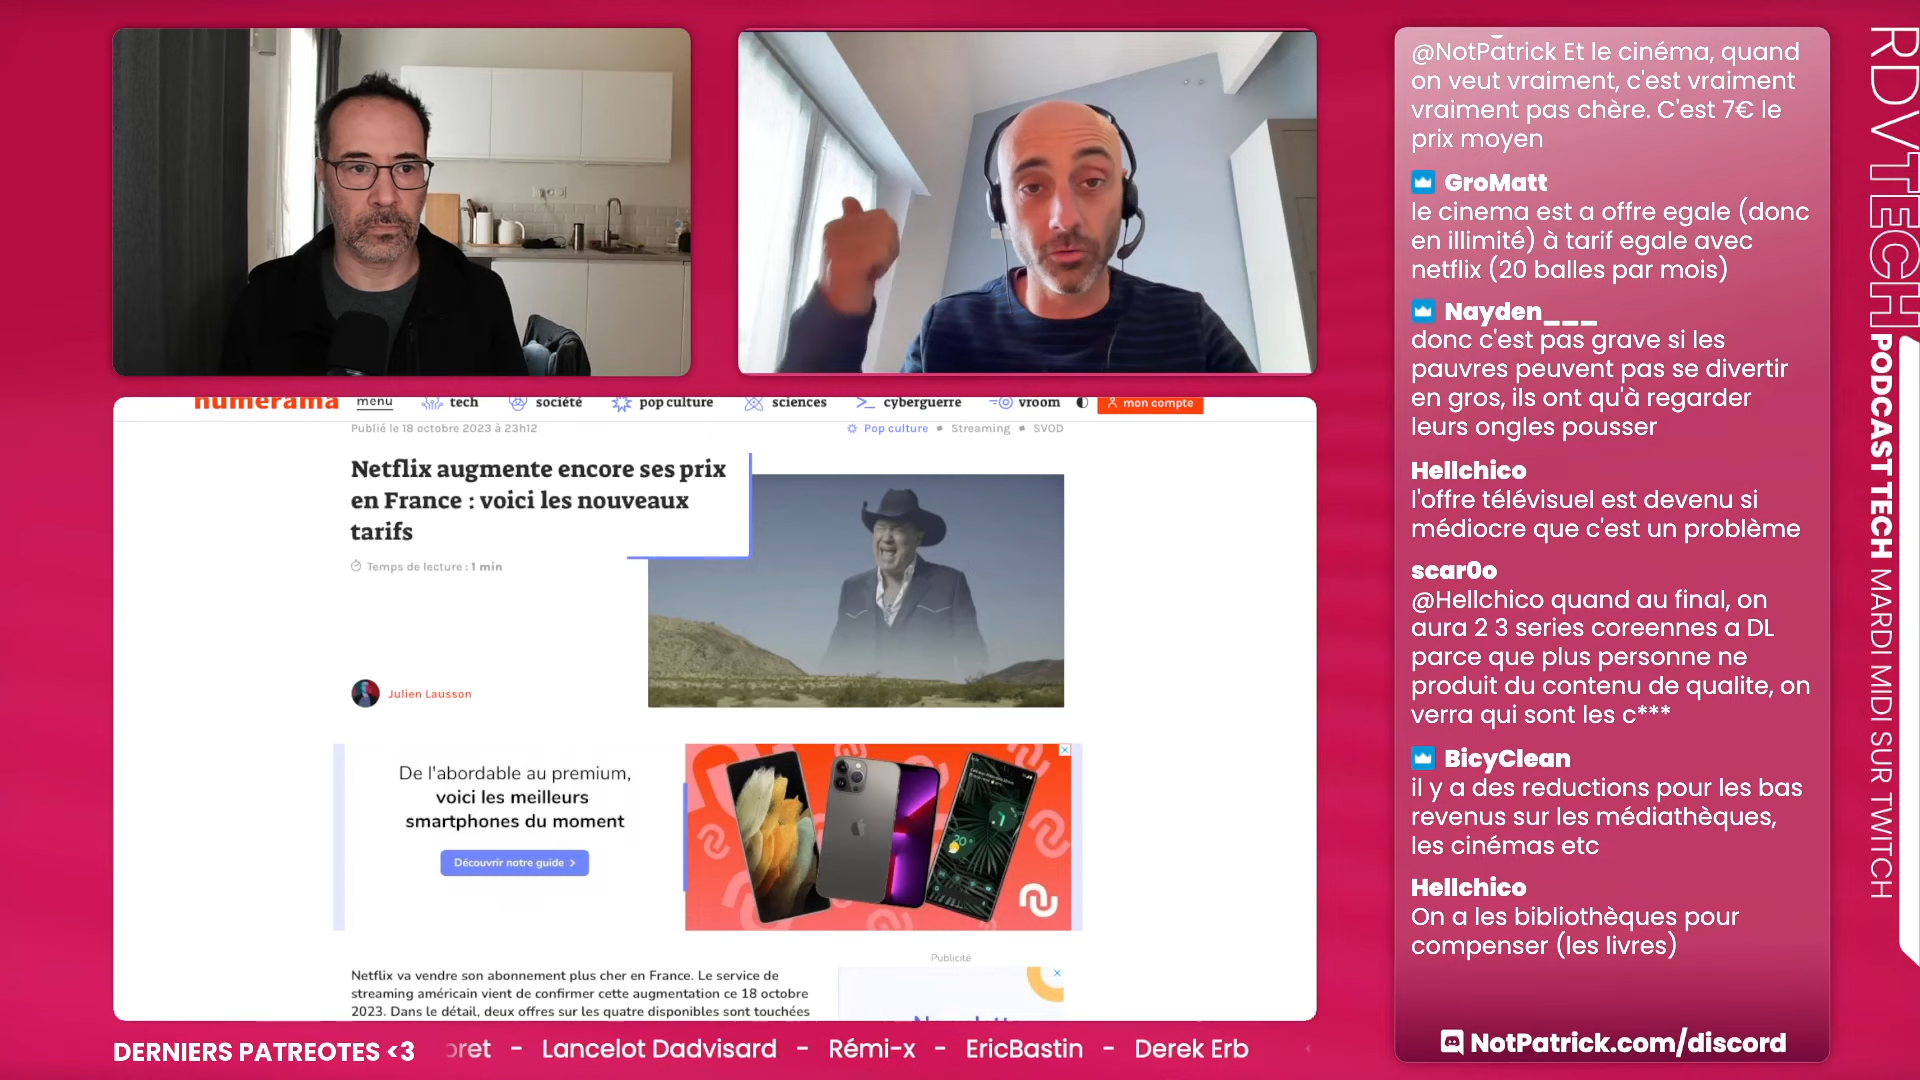 numerama menu tech société pop culture sciences cyberguerre vroom mon compte
Publié le 18 octobre 2023 à 23h12
Pop culture Streaming SVOD
Netflix augmente encore ses prix
en France : voici les nouveaux
tarifs
Temps de lecture : 1 min
Julien Lausson
De l'abordable au premium,
voici les meilleurs
smartphones du moment
Découvrir notre guide >
20°
Publicité
Netflix va vendre son abonnement plus cher en France. Le service de
streaming américain vient de confirmer cette augmentation ce 18 octobre
2023. Dans le détail, deux offres sur les quatre disponibles sont touchées
DERNIERS PATREOTES <3
- Lancelot Dadvisard - Rémi-x - EricBastin - Derek Erb
@NotPatrick Et le cinéma, quand
on veut vraiment, c'est vraiment
vraiment pas chère. C'est 7€ le
prix moyen
GroMatt
le cinema est a offre egale (donc
en illimité) à tarif egale avec
netflix (20 balles par mois)
Nayden___
donc c'est pas grave si les
pauvres peuvent pas se divertir
en gros, ils ont qu'à regarder
leurs ongles pousser
Hellchico
l'offre télévisuel est devenu si
médiocre que c'est un problème
scar0o
@Hellchico quand au final, on
aura 2 3 series coreennes a DL
parce que plus personne ne
produit du contenu de qualite, on
verra qui sont les c***
BicyClean
il y a des reductions pour les bas
revenus sur les médiathèques,
les cinémas etc
Hellchico
On a les bibliothèques pour
compenser (les livres)
NotPatrick.com/discord
RDVTECH PODCAST TECH MARDI MIDI SUR TWITCH